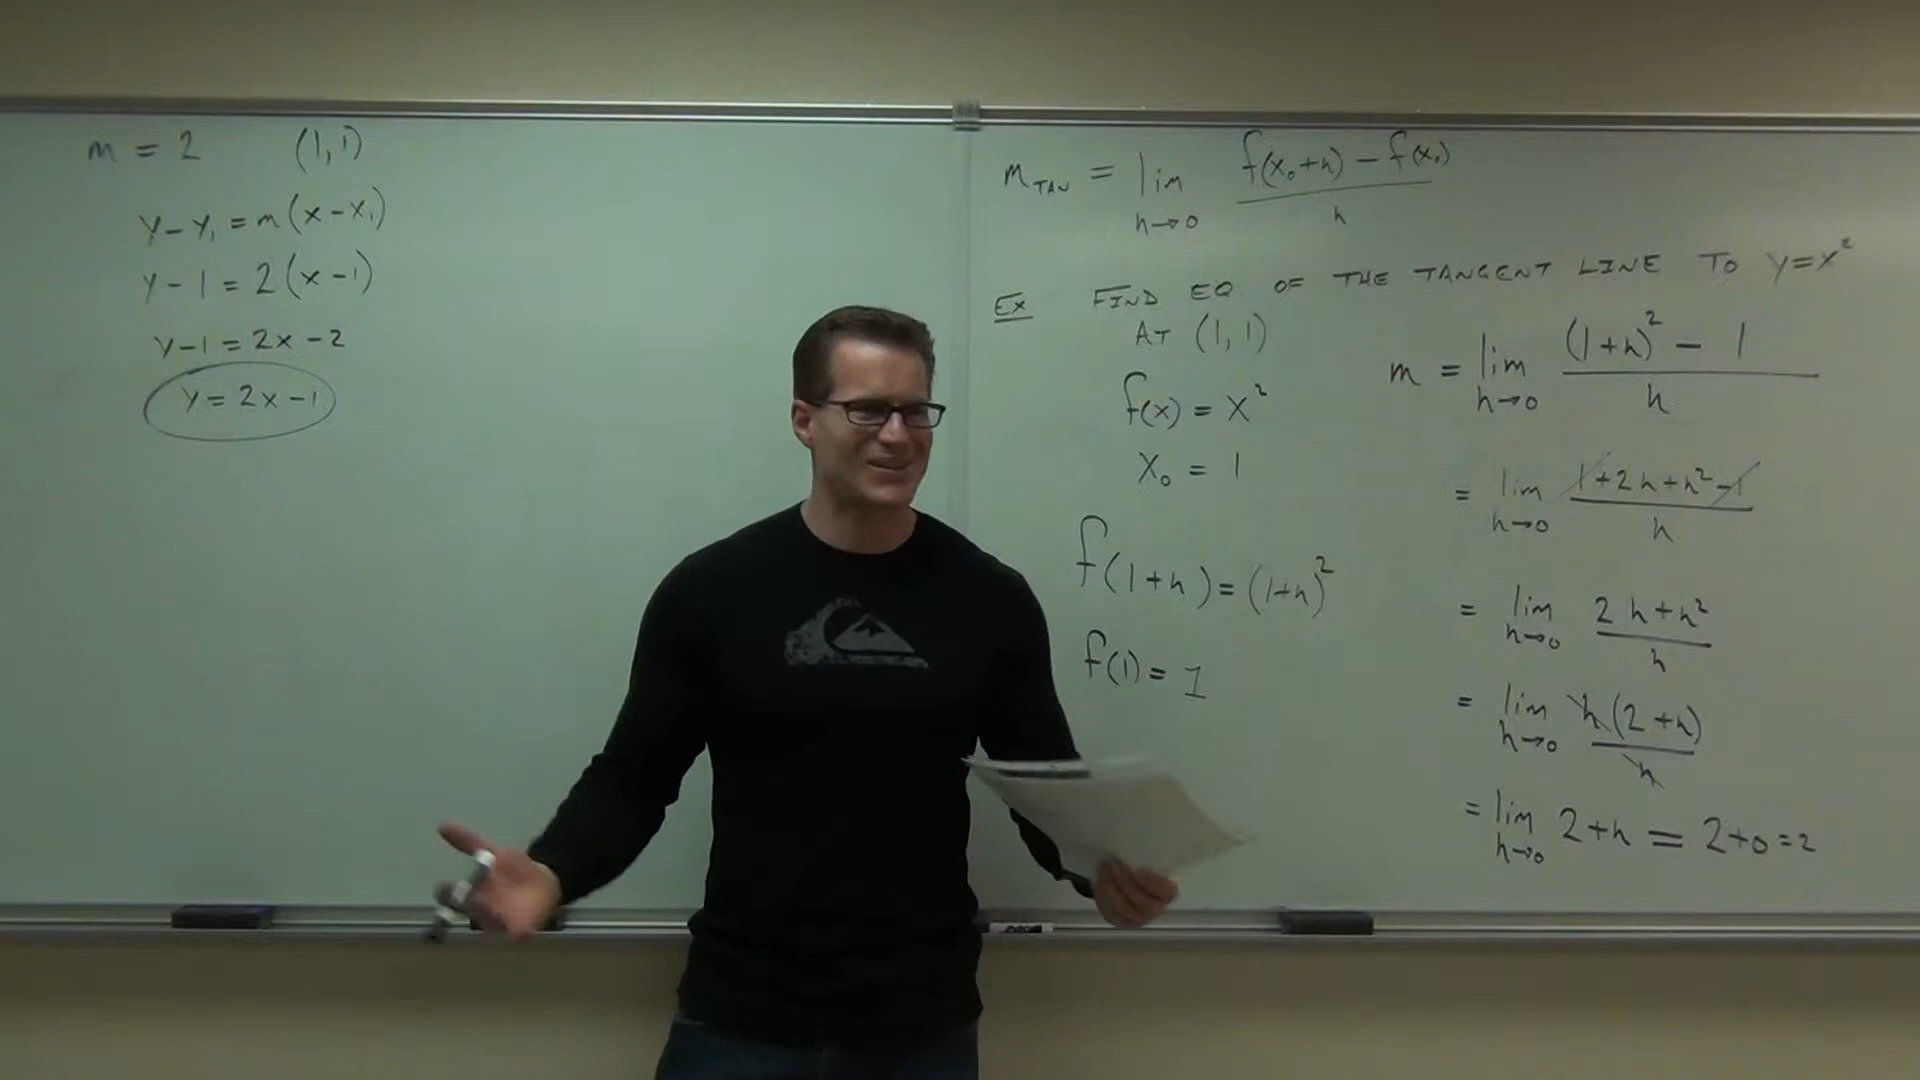 m = 2 (1,1)
y-y₁ = m(x-x₁)
y-1 = 2(x-1)
y-1 = 2x-2
y = 2x-1
m TAN = lim h→0 f(x₀+h) - f(x₀) / h
EX FIND EQ OF THE TANGENT LINE TO y=x²
AT (1,1)
f(x) = x²
x₀ = 1
f(1+h) = (1+h)²
f(1) = 1
m = lim h→0 (1+h)² - 1 / h
= lim h→0 1+2h+h²-1 / h
= lim h→0 2h+h² / h
= lim h→0 h(2+h) / h
= lim h→0 2+h = 2+0 = 2